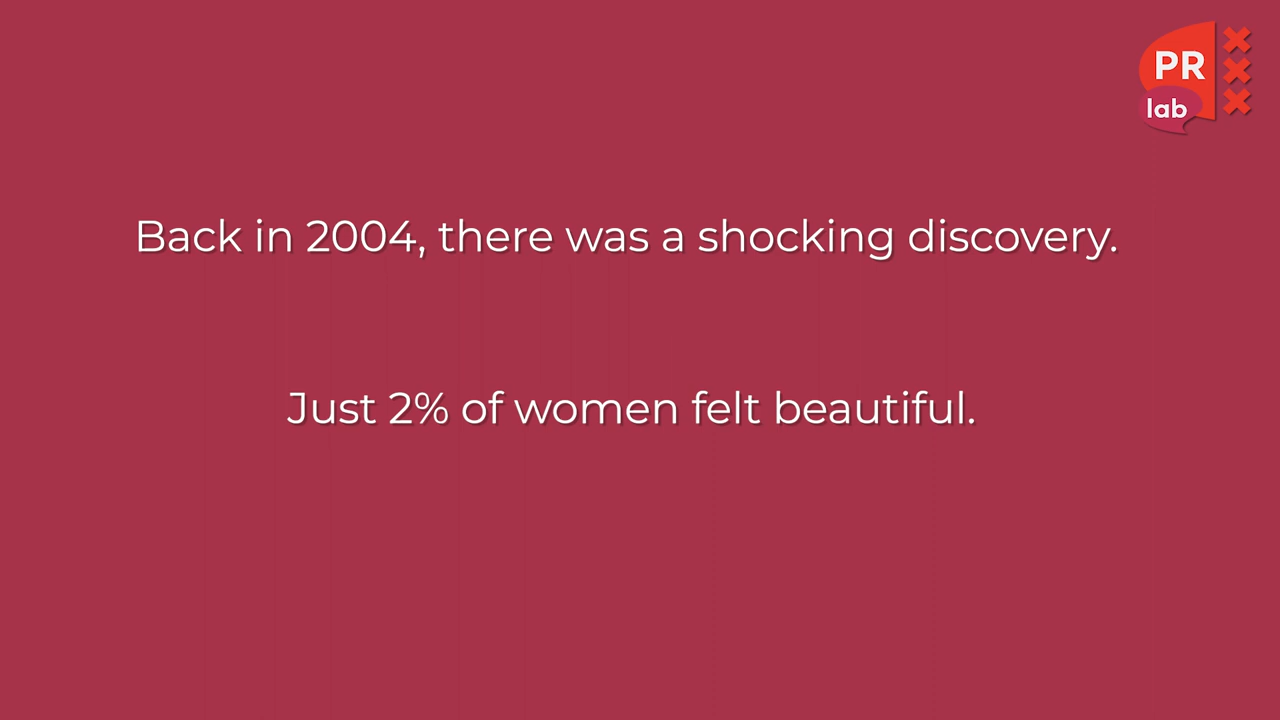 PR
lab
Back in 2004, there was a shocking discovery.
Just 2% of women felt beautiful.